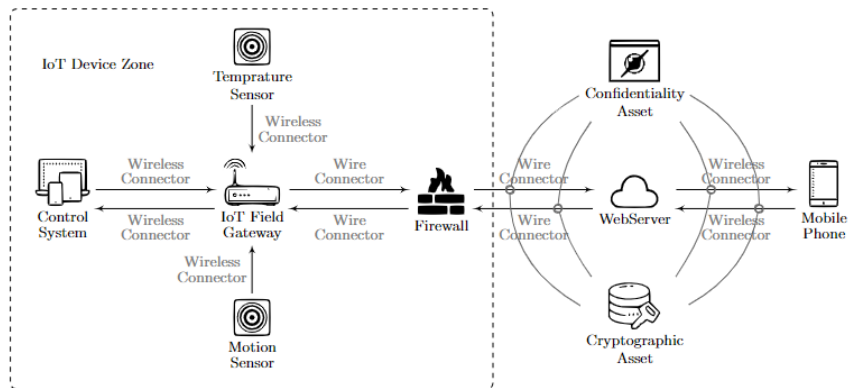 IoT Device Zone
Temprature
Sensor
Confidentiality
Asset
Wireless
Connector
Wireless
Connector
Wire
Connector
Wire
Connector
Wireless
Connector
Control
System
Wireless
Connector
IoT Field
Gateway
Wire
Connector
Firewall
Wire
Connector
WebServer
Wireless
Connector
Mobile
Phone
Wireless
Connector
Motion
Sensor
Cryptographic
Asset